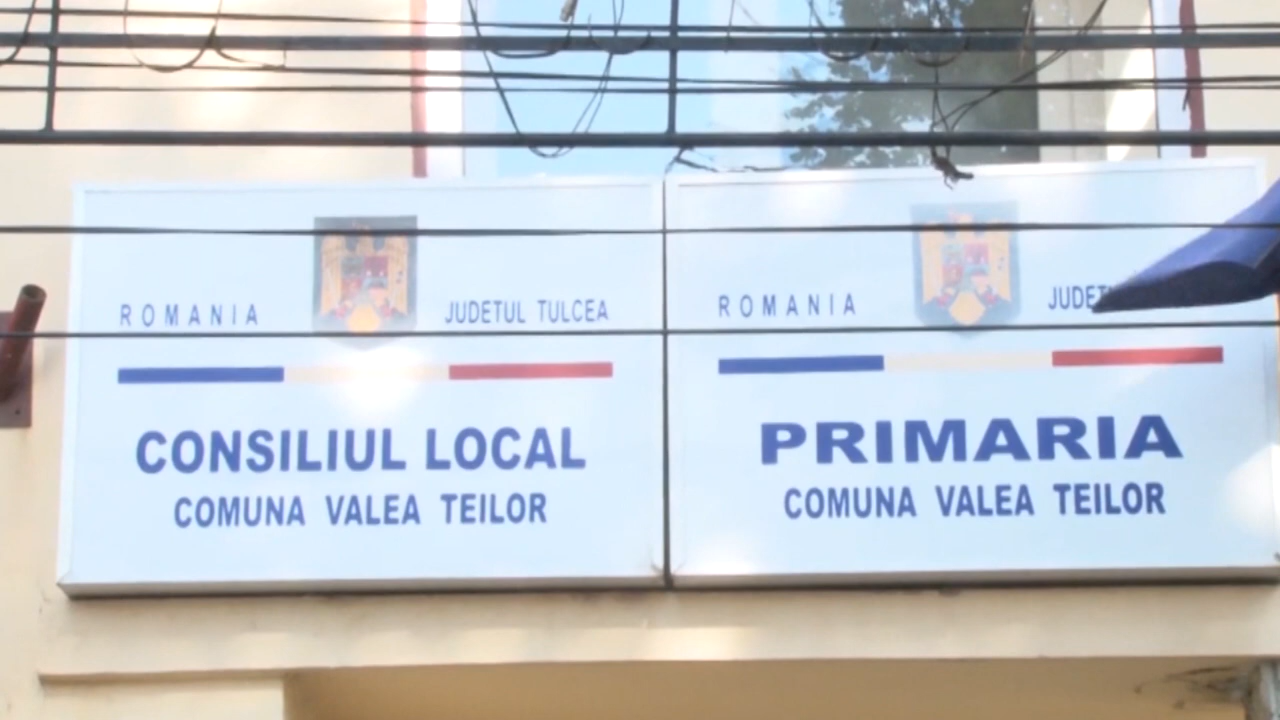 ROMANIA
JUDETUL TULCEA
CONSILIUL LOCAL
COMUNA VALEA TEILOR
ROMANIA
PRIMARIA
COMUNA VALEA TEILOR